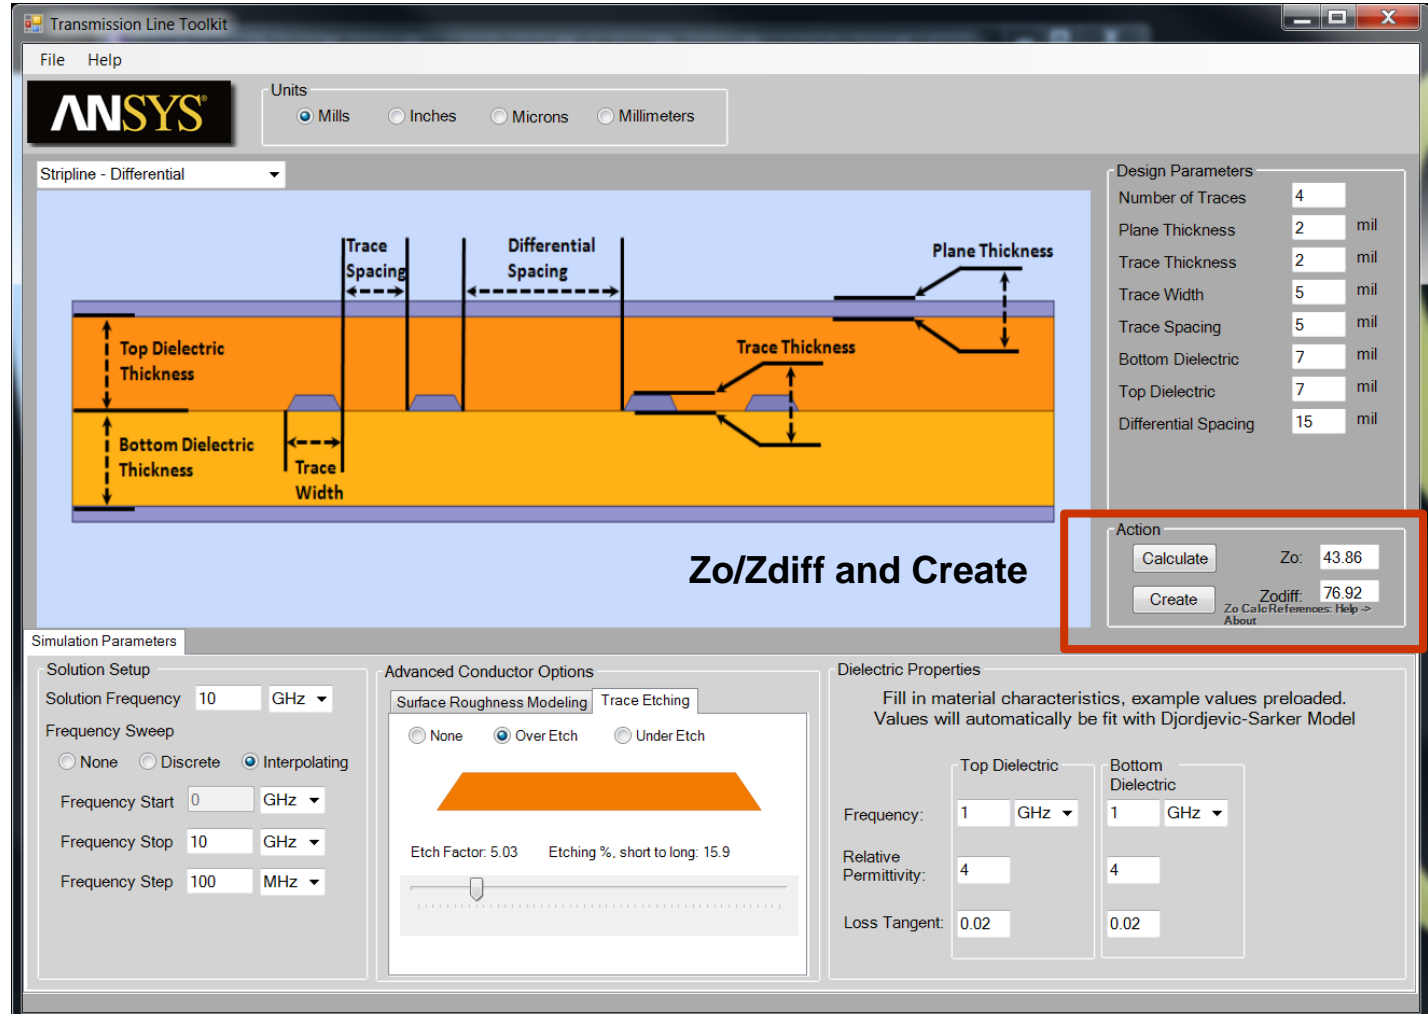 Transmission Line Toolkit
File Help
ANSYS®
Units
Mills Inches Microns Millimeters
Stripline - Differential
Trace
Spacing
Differential
Spacing
Plane Thickness
Top Dielectric
Thickness
Trace Thickness
Bottom Dielectric
Thickness
Trace
Width
Zo/Zdiff and Create
Design Parameters
Number of Traces 4
Plane Thickness 2 mil
Trace Thickness 2 mil
Trace Width 5 mil
Trace Spacing 5 mil
Bottom Dielectric 7 mil
Top Dielectric 7 mil
Differential Spacing 15 mil
Action
Calculate Zo: 43.86
Create Zodiff: 76.92
Zo Calc References: Help ->
About
Simulation Parameters
Solution Setup
Solution Frequency 10 GHz
Frequency Sweep
None Discrete Interpolating
Frequency Start 0 GHz
Frequency Stop 10 GHz
Frequency Step 100 MHz
Advanced Conductor Options
Surface Roughness Modeling Trace Etching
None Over Etch Under Etch
Etch Factor: 5.03 Etching %, short to long: 15.9
Dielectric Properties
Fill in material characteristics, example values preloaded.
Values will automatically be fit with Djordjevic-Sarker Model
Top Dielectric
Bottom
Dielectric
Frequency: 1 GHz 1 GHz
Relative
Permittivity: 4 4
Loss Tangent: 0.02 0.02